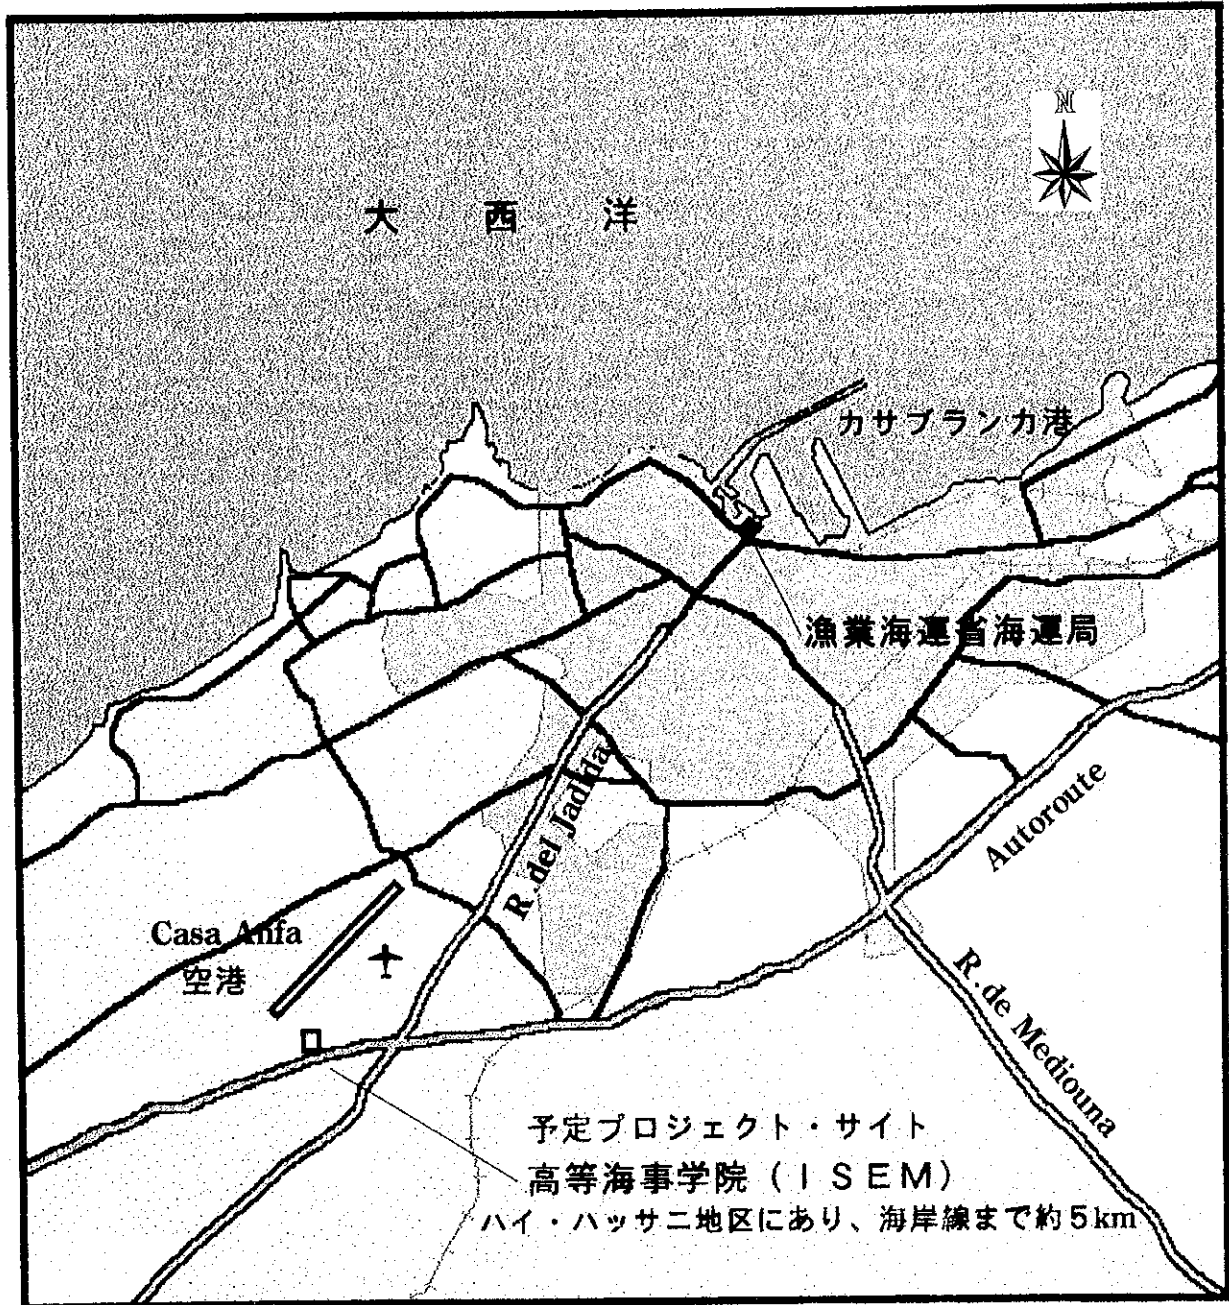 N
大西洋
カサブランカ港
漁業海運省海運局
R.del Jadida
Autoroute
Casa Anfa
空港
R.de Mediouna
予定プロジェクト・サイト
高等海事学院(ISEM)
ハイ・ハッサニ地区にあり、海岸線まで約5km